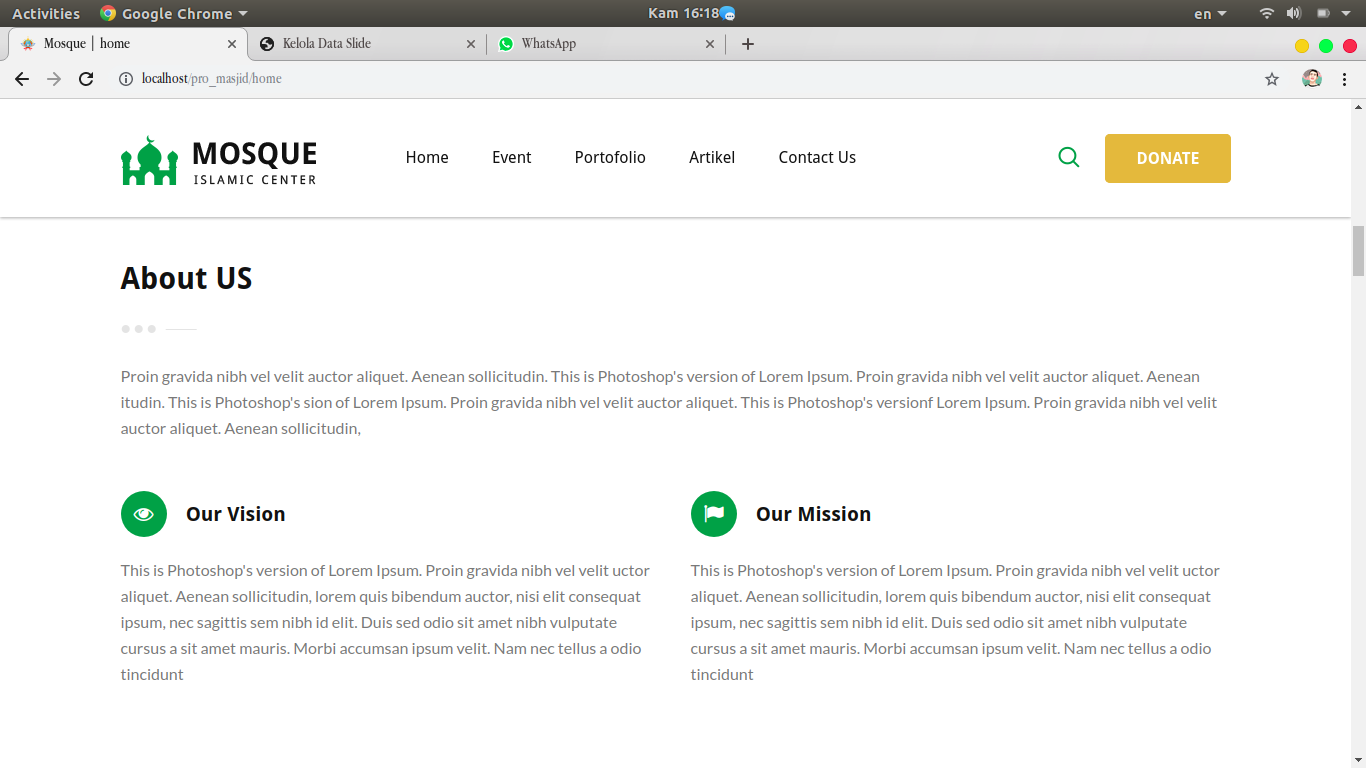 Activities Google Chrome Kam 16:18 en
Mosque | home Kelola Data Slide WhatsApp
localhost/pro_masjid/home
MOSQUE
ISLAMIC CENTER
Home Event Portofolio Artikel Contact Us DONATE
About US
Proin gravida nibh vel velit auctor aliquet. Aenean sollicitudin. This is Photoshop's version of Lorem Ipsum. Proin gravida nibh vel velit auctor aliquet. Aenean
itudin. This is Photoshop's sion of Lorem Ipsum. Proin gravida nibh vel velit auctor aliquet. This is Photoshop's versionf Lorem Ipsum. Proin gravida nibh vel velit
auctor aliquet. Aenean sollicitudin,
Our Vision
This is Photoshop's version of Lorem Ipsum. Proin gravida nibh vel velit uctor
aliquet. Aenean sollicitudin, lorem quis bibendum auctor, nisi elit consequat
ipsum, nec sagittis sem nibh id elit. Duis sed odio sit amet nibh vulputate
cursus a sit amet mauris. Morbi accumsan ipsum velit. Nam nec tellus a odio
tincidunt
Our Mission
This is Photoshop's version of Lorem Ipsum. Proin gravida nibh vel velit uctor
aliquet. Aenean sollicitudin, lorem quis bibendum auctor, nisi elit consequat
ipsum, nec sagittis sem nibh id elit. Duis sed odio sit amet nibh vulputate
cursus a sit amet mauris. Morbi accumsan ipsum velit. Nam nec tellus a odio
tincidunt